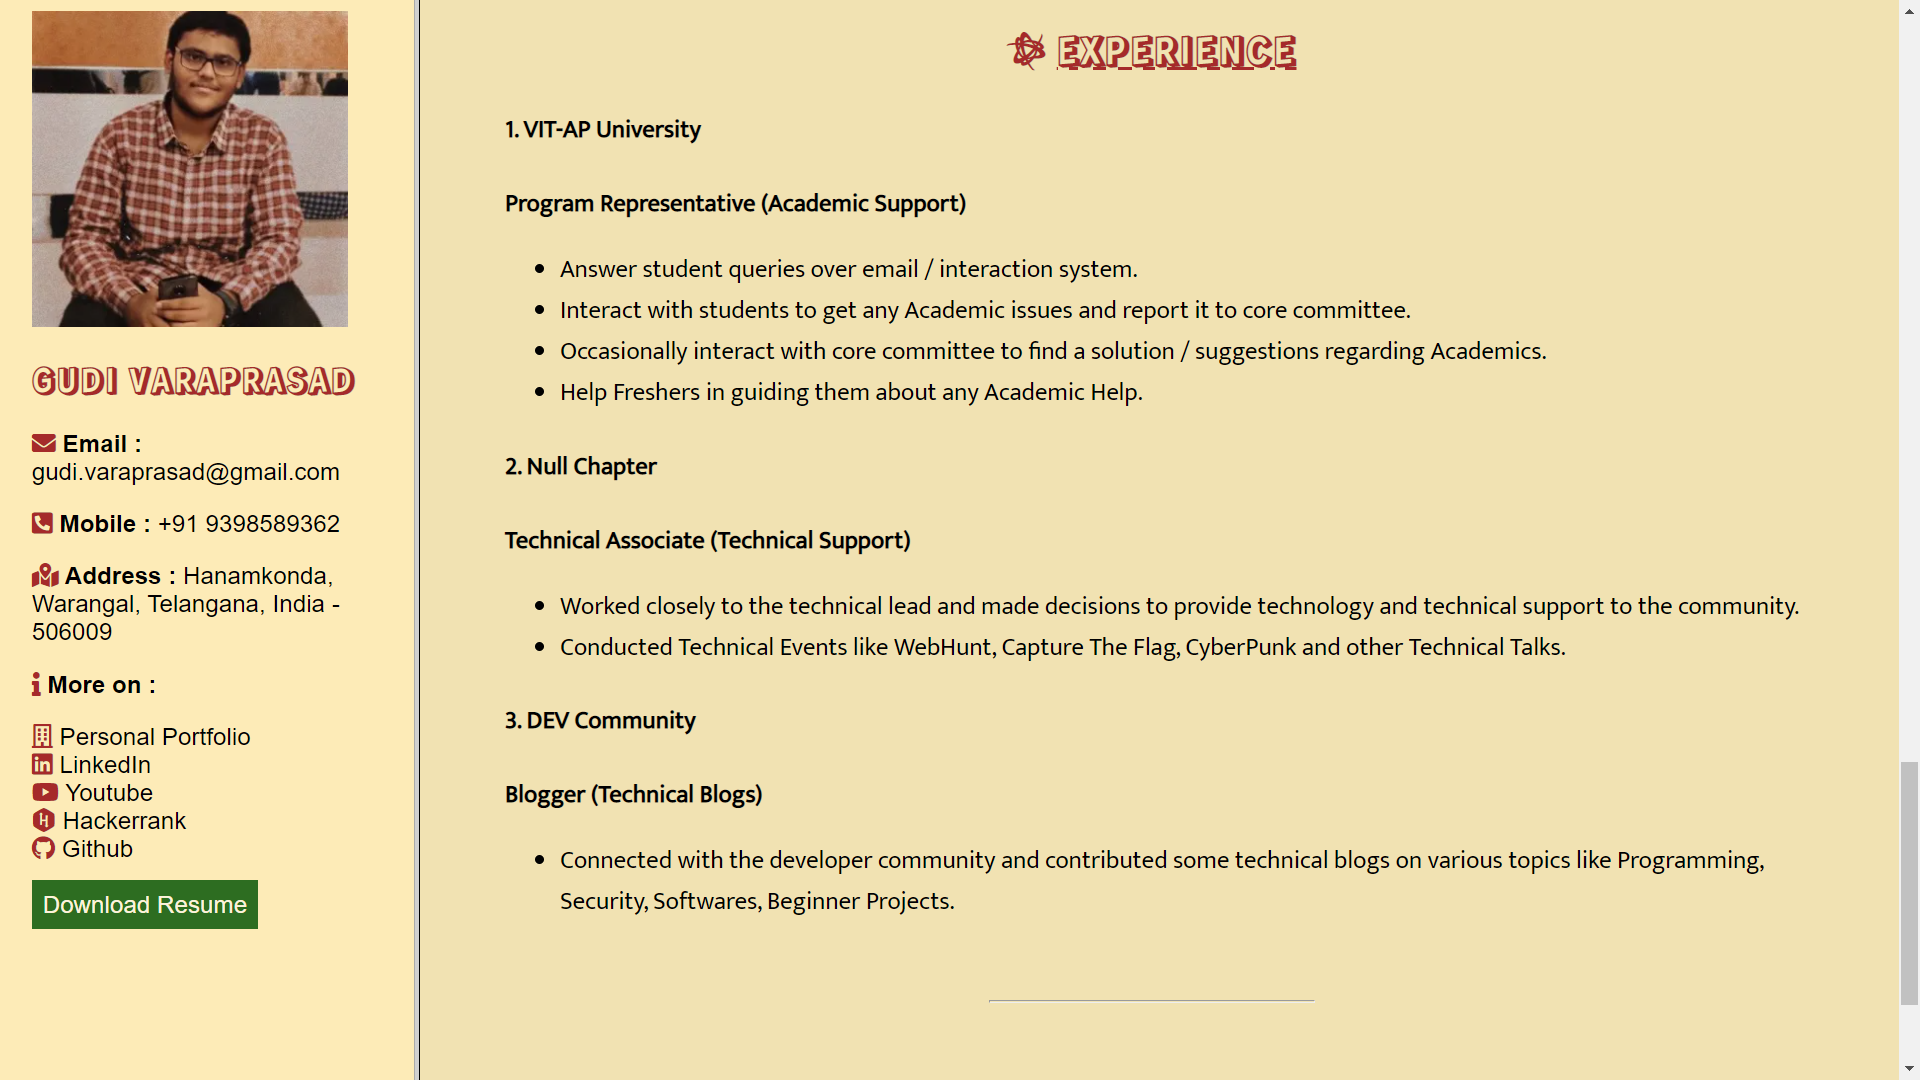 GUDI VARAPRASAD
Email :
gudi.varaprasad@gmail.com
Mobile : +91 9398589362
Address : Hanamkonda,
Warangal, Telangana, India -
506009
More on :
Personal Portfolio
LinkedIn
Youtube
Hackerrank
Github
Download Resume
EXPERIENCE
1. VIT-AP University
Program Representative (Academic Support)
• Answer student queries over email / interaction system.
• Interact with students to get any Academic issues and report it to core committee.
• Occasionally interact with core committee to find a solution / suggestions regarding Academics.
• Help Freshers in guiding them about any Academic Help.
2. Null Chapter
Technical Associate (Technical Support)
• Worked closely to the technical lead and made decisions to provide technology and technical support to the community.
• Conducted Technical Events like WebHunt, Capture The Flag, CyberPunk and other Technical Talks.
3. DEV Community
Blogger (Technical Blogs)
• Connected with the developer community and contributed some technical blogs on various topics like Programming,
Security, Softwares, Beginner Projects.